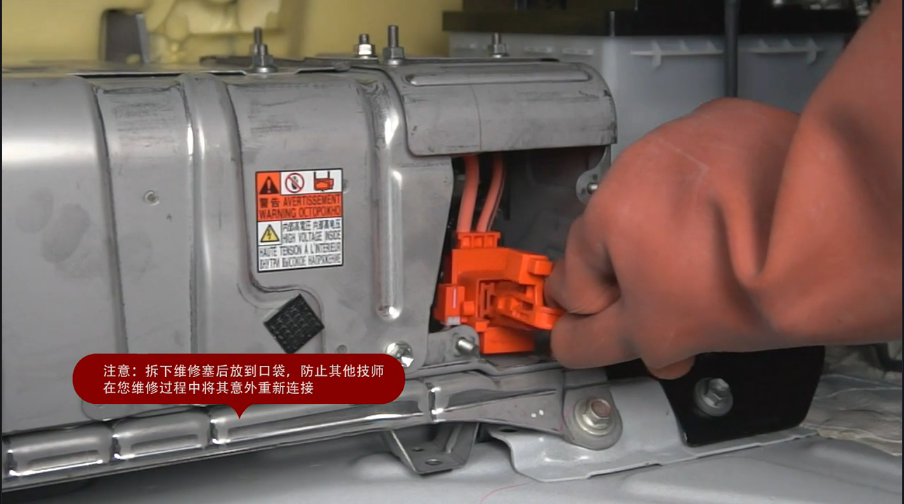 警告 AVERTISSEMENT
WARNING
HIGH VOLTAGE INSIDE
HAUTE TENSION À L'INTÉRIEUR
注意：拆下维修塞后放到口袋，防止其他技师
在您维修过程中将其意外重新连接